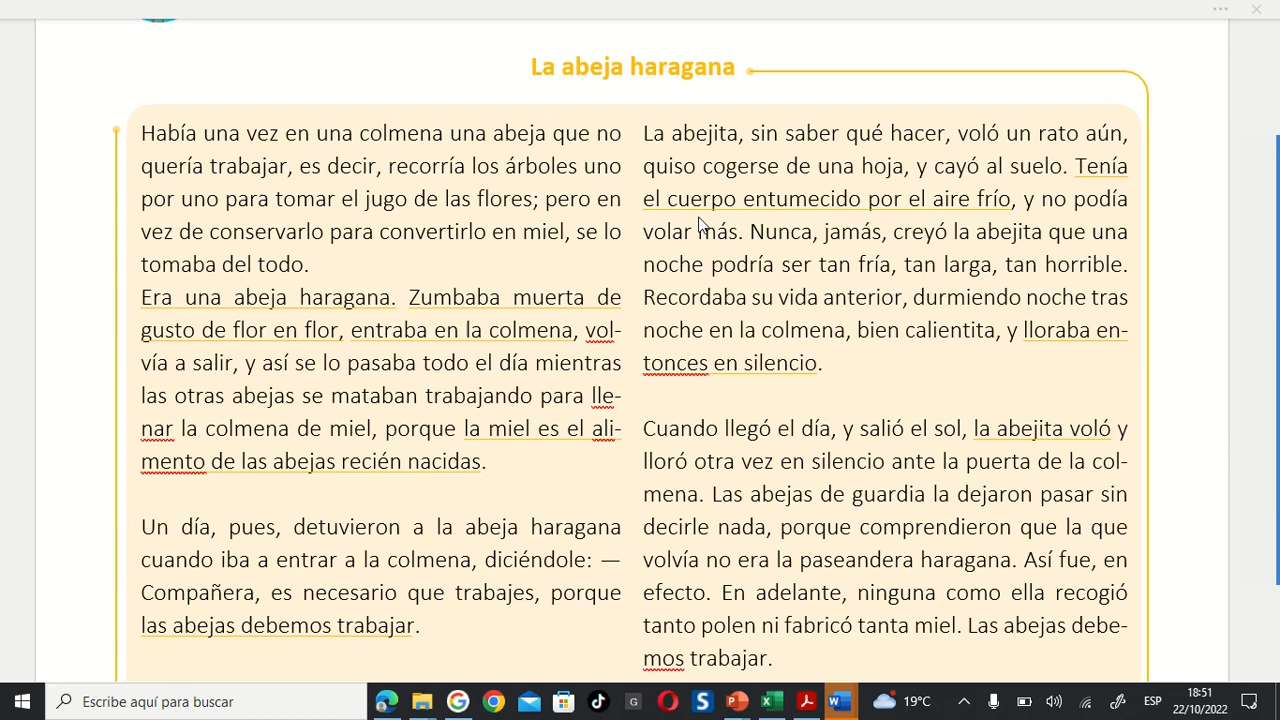 La abeja haragana
Había una vez en una colmena una abeja que no
quería trabajar, es decir, recorría los árboles uno
por uno para tomar el jugo de las flores; pero en
vez de conservarlo para convertirlo en miel, se lo
tomaba del todo.
Era una abeja haragana. Zumbaba muerta de
gusto de flor en flor, entraba en la colmena, vol-
vía a salir, y así se lo pasaba todo el día mientras
las otras abejas se mataban trabajando para lle-
nar la colmena de miel, porque la miel es el ali-
mento de las abejas recién nacidas.
Un día, pues, detuvieron a la abeja haragana
cuando iba a entrar a la colmena, diciéndole: —
Compañera, es necesario que trabajes, porque
las abejas debemos trabajar.
La abejita, sin saber qué hacer, voló un rato aún,
quiso cogerse de una hoja, y cayó al suelo. Tenía
el cuerpo entumecido por el aire frío, y no podía
volar más. Nunca, jamás, creyó la abejita que una
noche podría ser tan fría, tan larga, tan horrible.
Recordaba su vida anterior, durmiendo noche tras
noche en la colmena, bien calientita, y lloraba en-
tonces en silencio.
Cuando llegó el día, y salió el sol, la abejita voló y
lloró otra vez en silencio ante la puerta de la col-
mena. Las abejas de guardia la dejaron pasar sin
decirle nada, porque comprendieron que la que
volvía no era la paseandera haragana. Así fue, en
efecto. En adelante, ninguna como ella recogió
tanto polen ni fabricó tanta miel. Las abejas debe-
mos trabajar.
Escribe aquí para buscar
19°C
ESP
18:51
22/10/2022